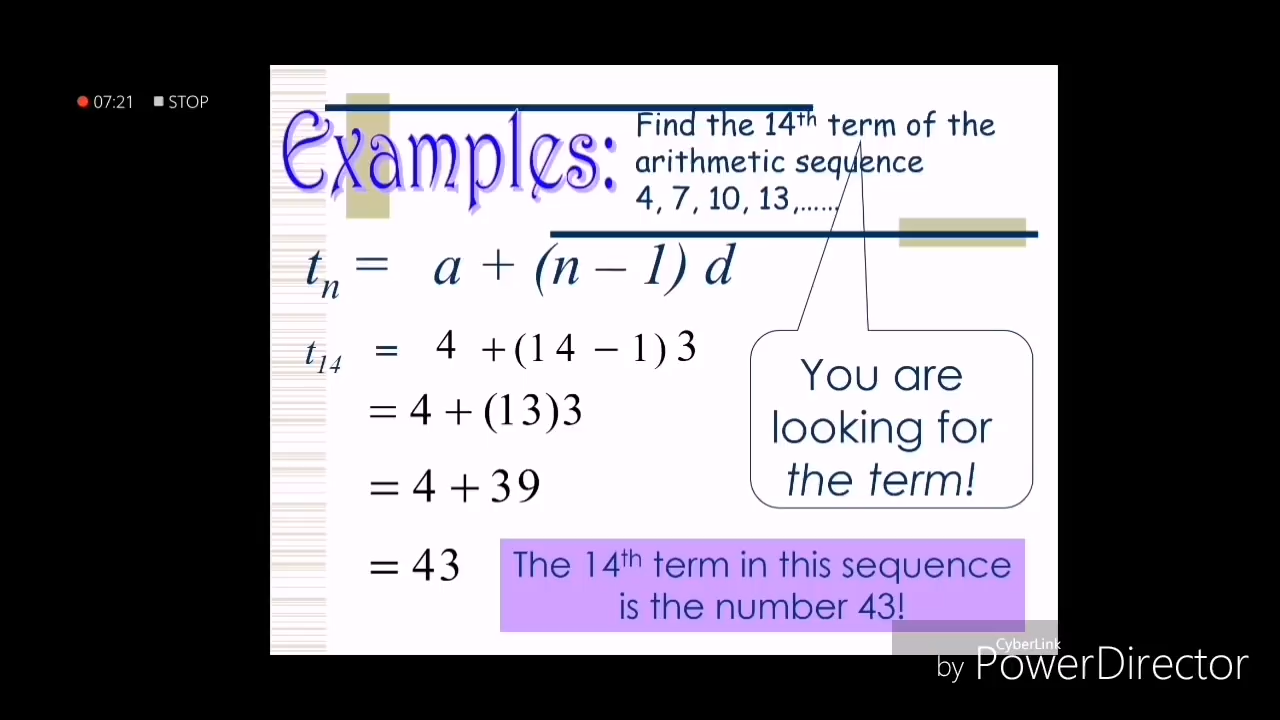 07:21 STOP
Examples:
Find the 14th term of the
arithmetic sequence
4, 7, 10, 13,......
tn = a + (n – 1) d
t14 = 4 +(14 − 1)3
= 4 + (13)3
= 4 + 39
= 43
You are
looking for
the term!
The 14th term in this sequence
is the number 43!
CyberLink
by PowerDirector